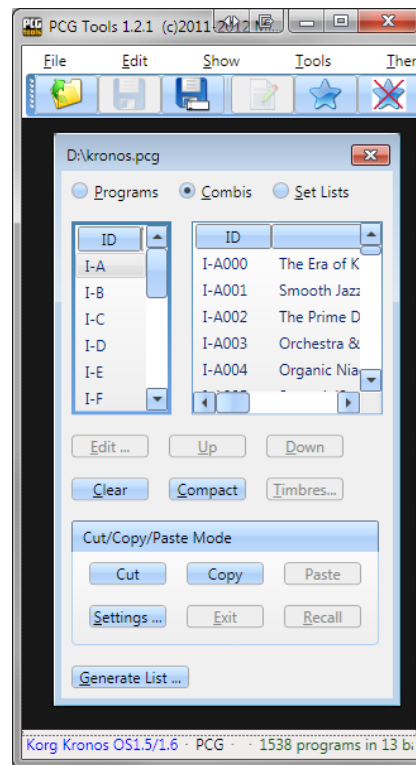 PCG Tools 1.2.1 (c)2011-2012 M
File Edit Show Tools Ther
D:\kronos.pcg
Programs Combis Set Lists
ID ID
I-A I-A000 The Era of K
I-B I-A001 Smooth Jazz
I-C I-A002 The Prime D
I-D I-A003 Orchestra &
I-E I-A004 Organic Nia
I-F
Edit ... Up Down
Clear Compact Timbres...
Cut/Copy/Paste Mode
Cut Copy Paste
Settings ... Exit Recall
Generate List ...
Korg Kronos OS1.5/1.6 · PCG · · 1538 programs in 13 ba